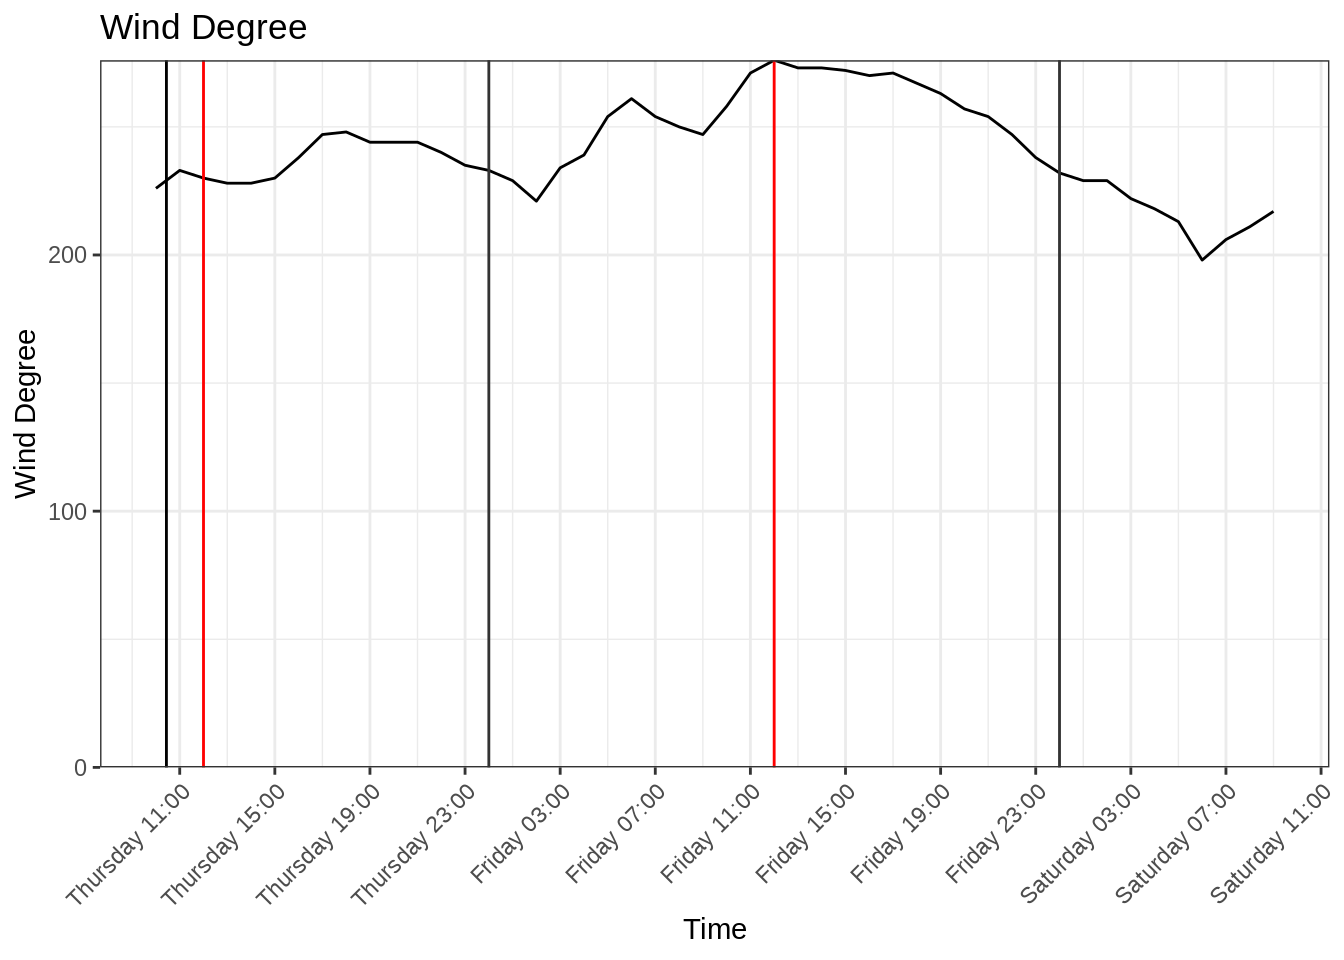 Wind Degree
Wind Degree
200
100
0
Thursday 11:00
Thursday 15:00
Thursday 19:00
Thursday 23:00
Friday 03:00
Friday 07:00
Friday 11:00
Friday 15:00
Friday 19:00
Friday 23:00
Saturday 03:00
Saturday 07:00
Saturday 11:00
Time